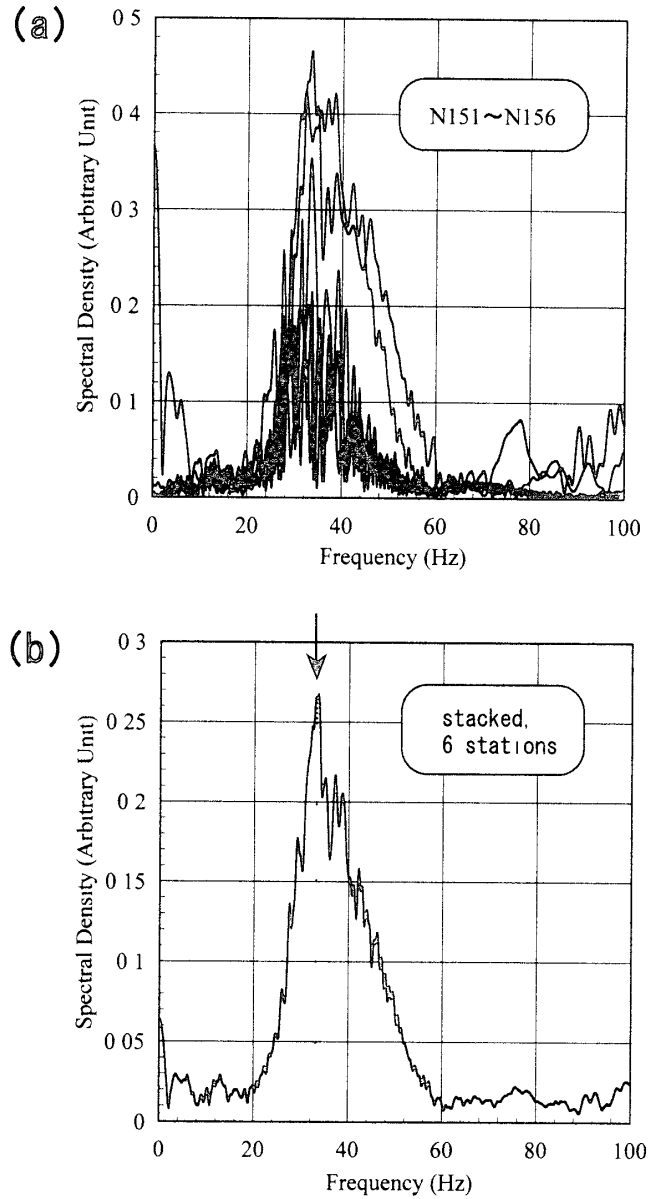 (a)
0 5
0 4
0 3
0 2
0 1
0
Spectral Density (Arbitrary Unit)
N151~N156
0 20 40 60 80 100
Frequency (Hz)
(b)
0 3
0 25
0 2
0 15
0 1
0 05
0
Spectral Density (Arbitrary Unit)
stacked,
6 stations
0 20 40 60 80 100
Frequency (Hz)